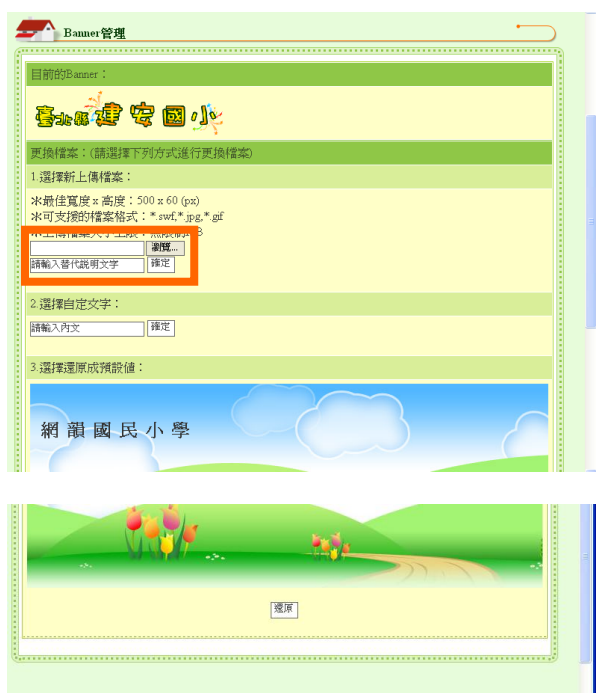 Banner管理
目前的Banner：
臺北縣建安國小
更換檔案：(請選擇下列方式進行更換檔案)
1.選擇新上傳檔案：
※最佳寬度 x 高度：500 x 60 (px)
※可支援的檔案格式：*.swf,*.jpg,*.gif
瀏覽...
請輸入替代說明文字 確定
2.選擇自定文字：
請輸入內文 確定
3.選擇還原成預設值：
網韻國民小學
還原